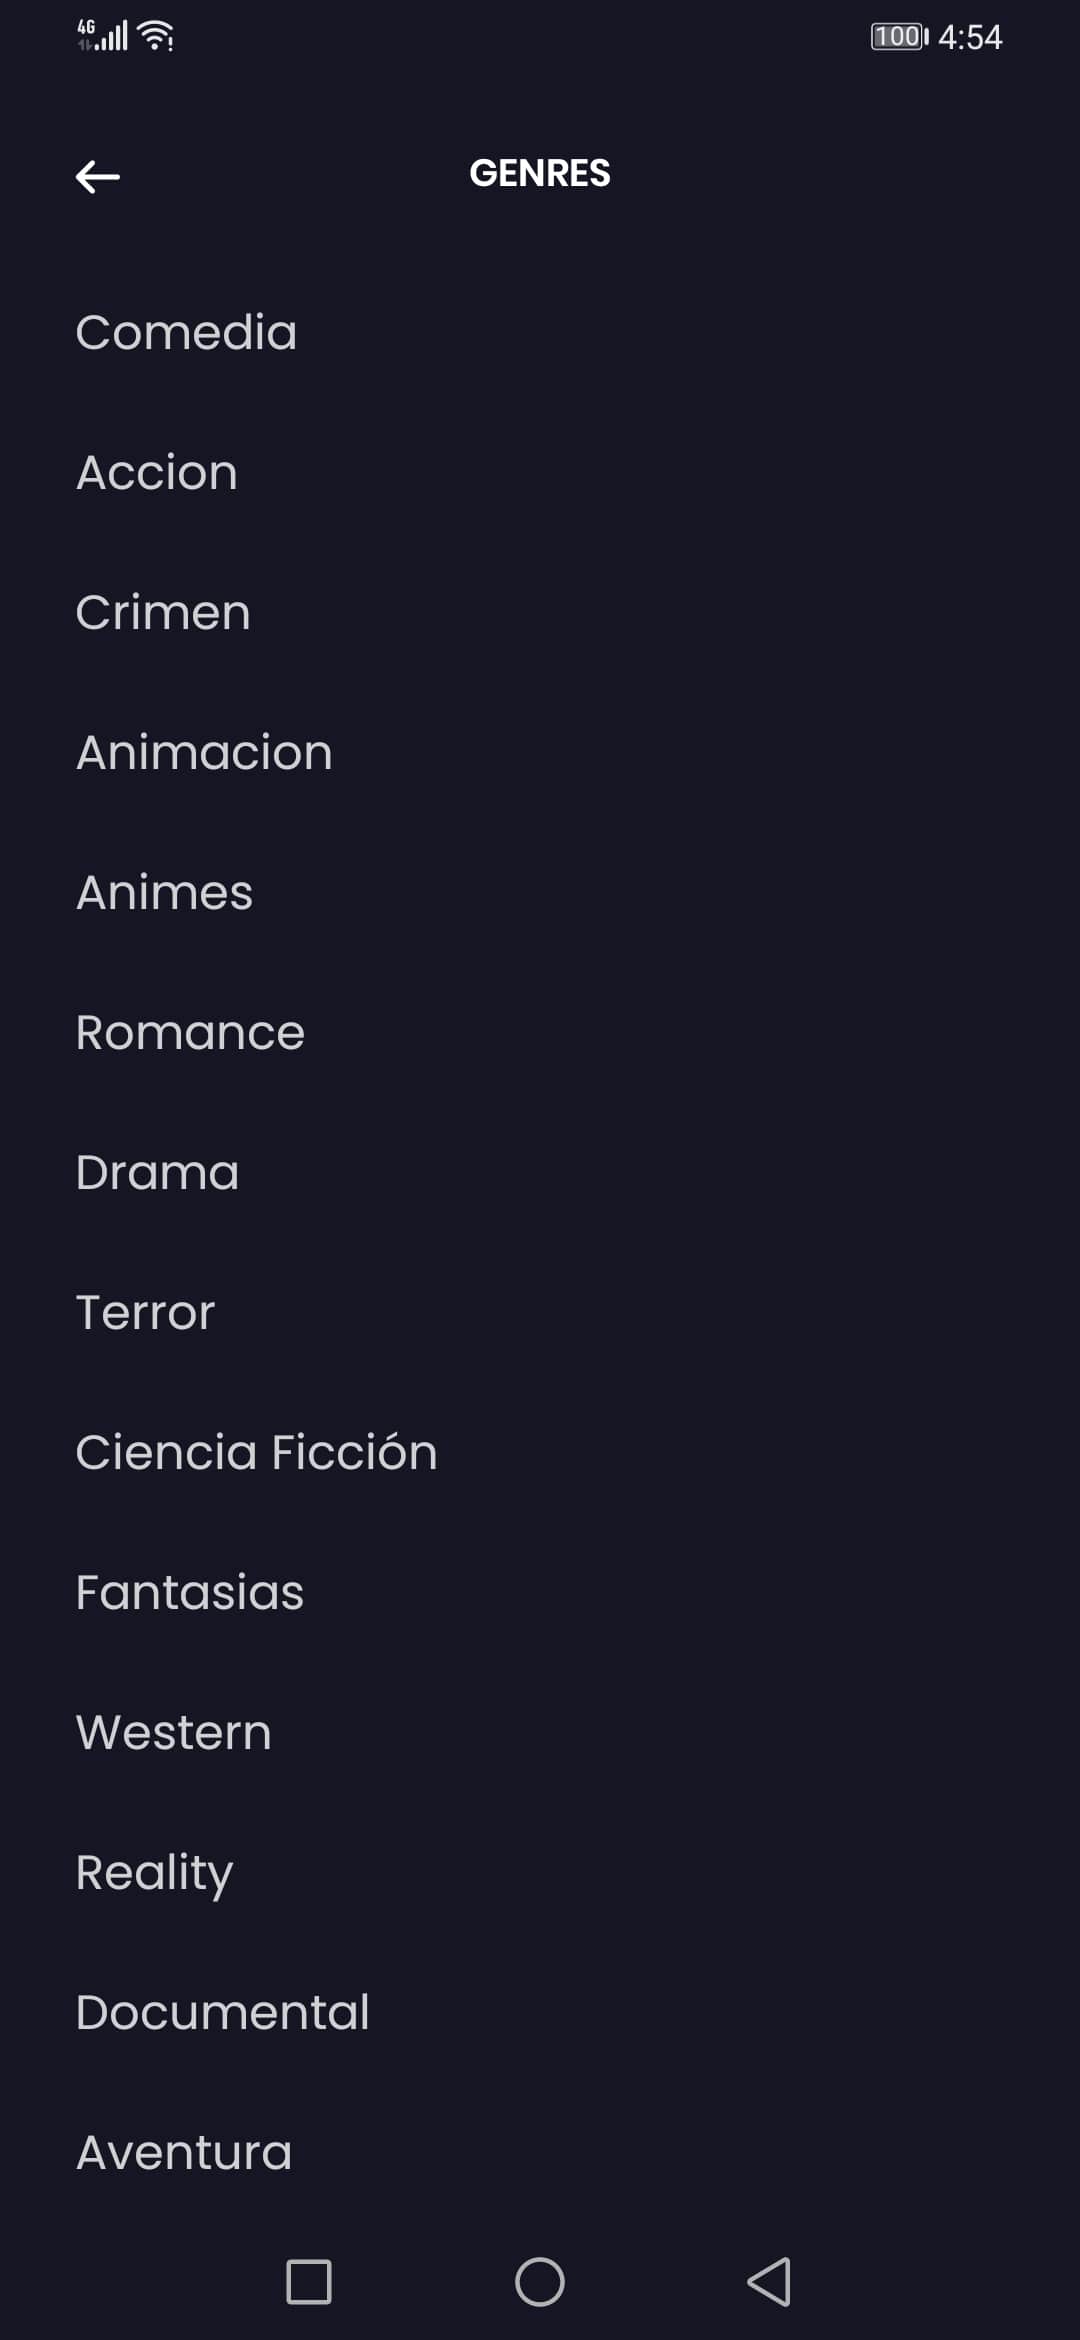 4G
100 4:54
GENRES
Comedia
Accion
Crimen
Animacion
Animes
Romance
Drama
Terror
Ciencia Ficción
Fantasias
Western
Reality
Documental
Aventura